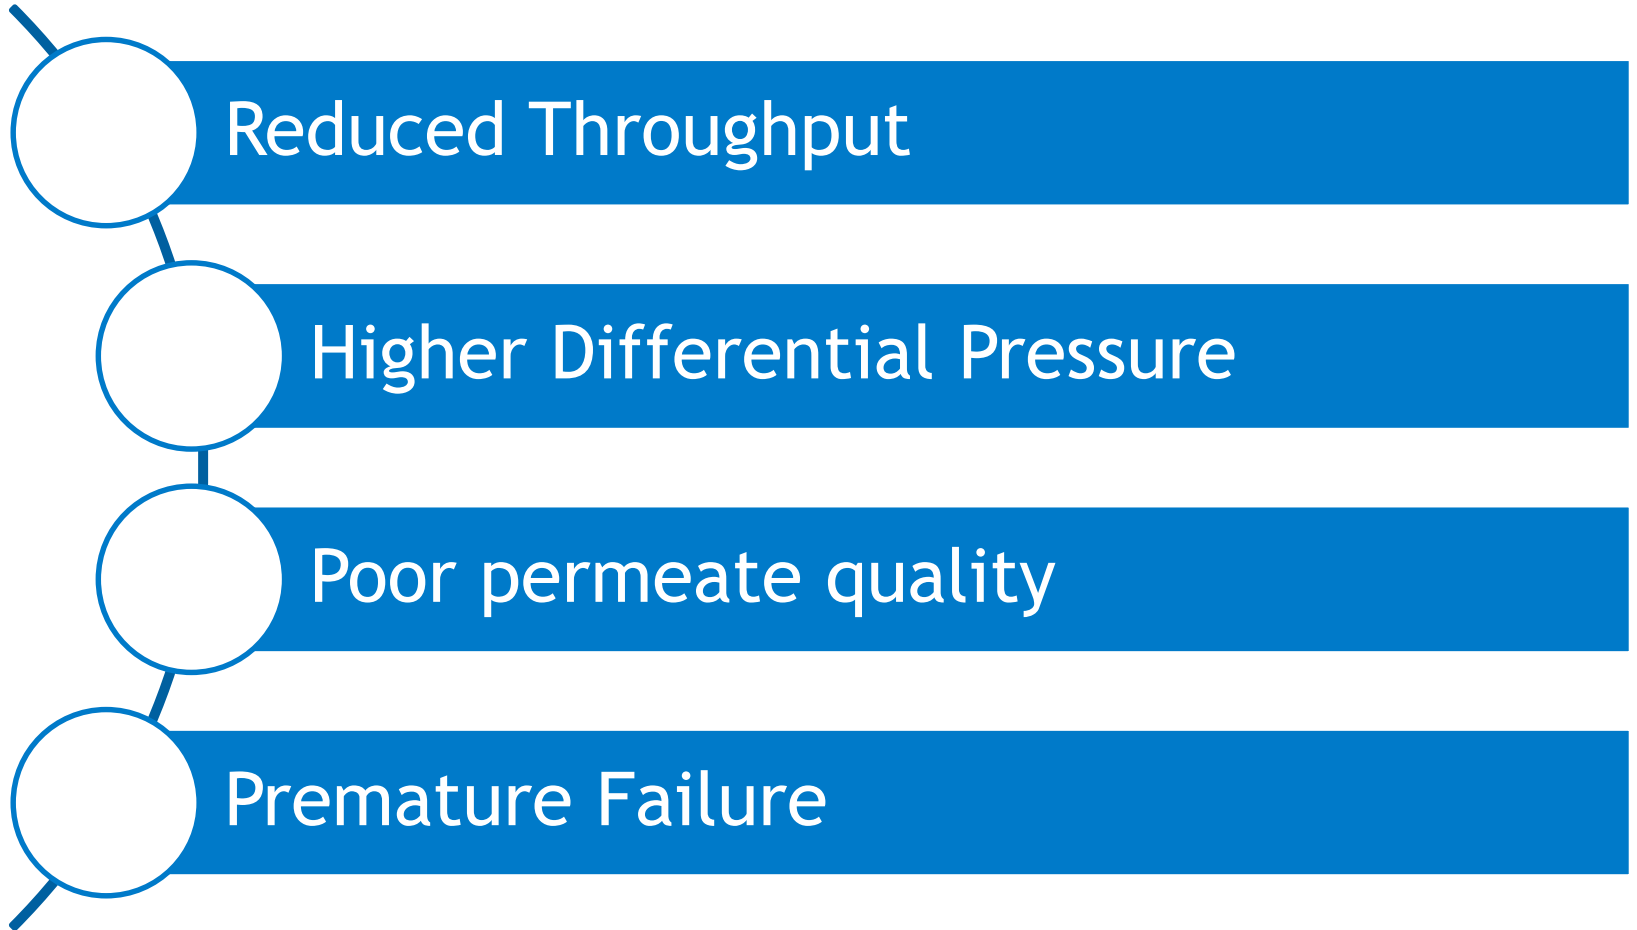 Reduced Throughput
Higher Differential Pressure
Poor permeate quality
Premature Failure